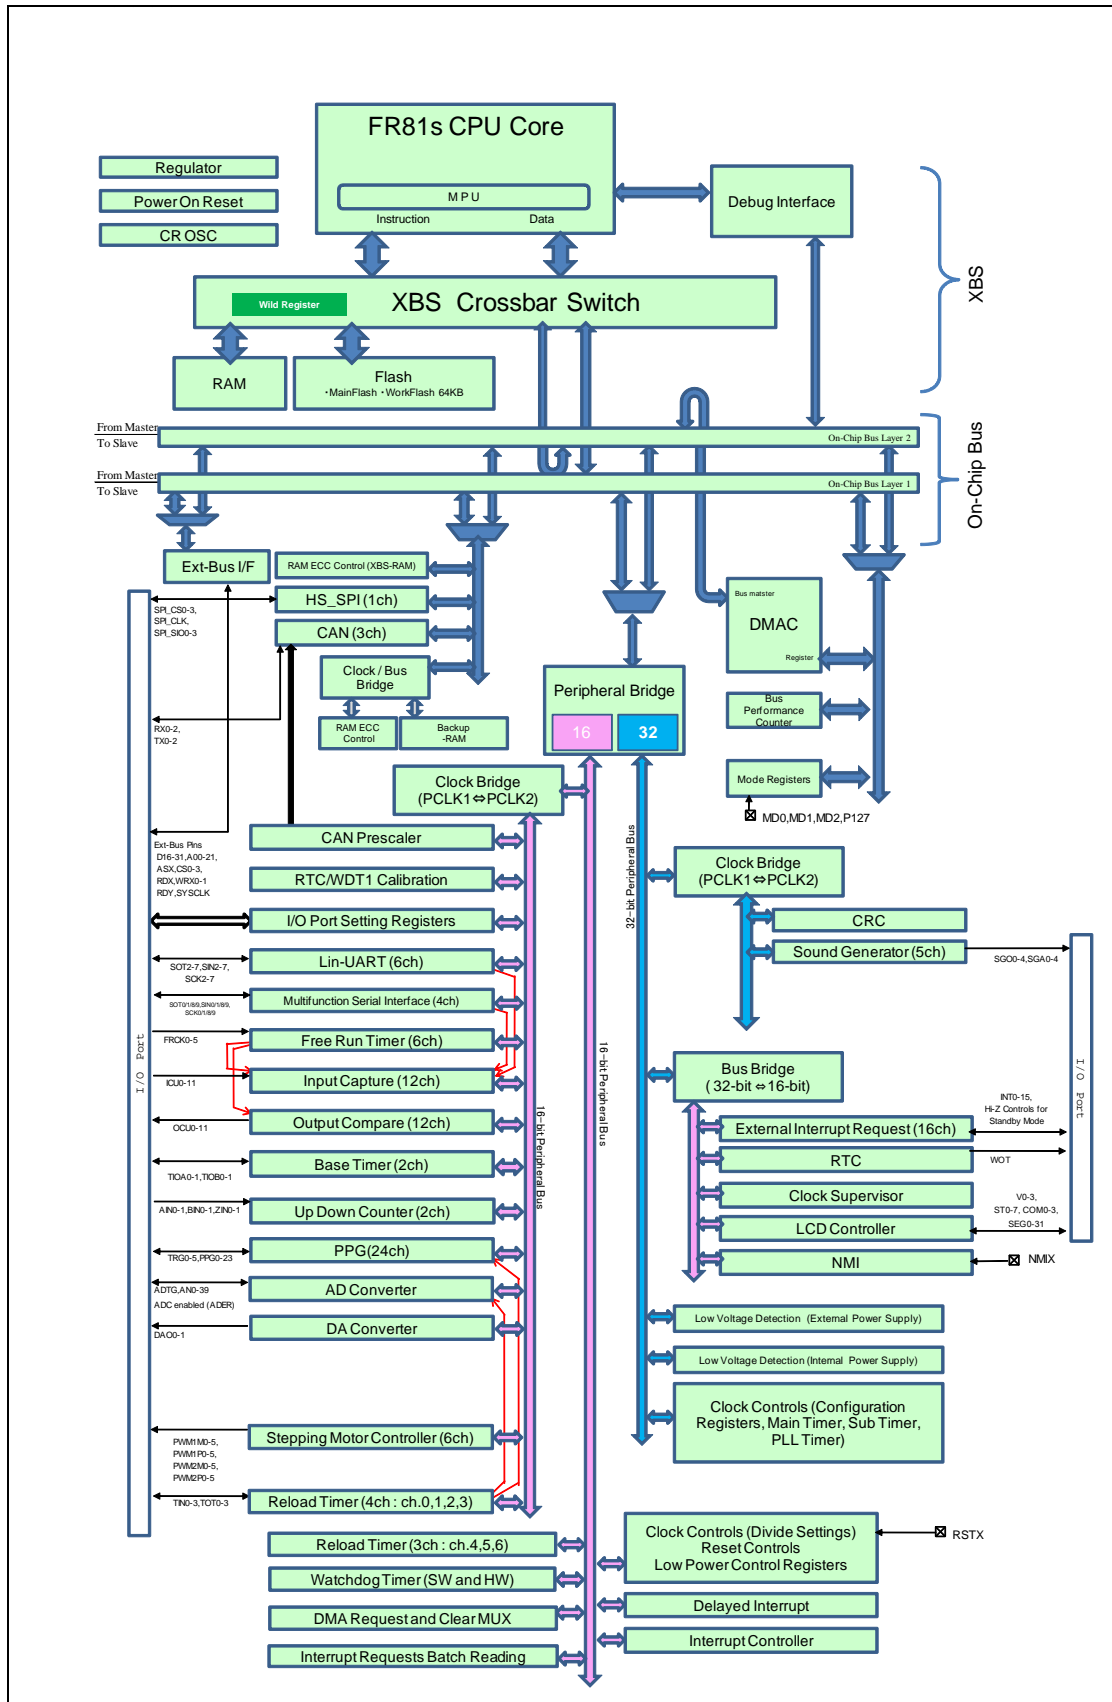 FR81s CPU Core
MPU
Instruction
Data
Regulator
Power On Reset
CR OSC
Debug Interface
XBS
Wild Register
XBS Crossbar Switch
RAM
Flash
・MainFlash ・WorkFlash 64KB
From Master
To Slave
On-Chip Bus Layer 2
From Master
To Slave
On-Chip Bus Layer 1
On-Chip Bus
Ext-Bus I/F
RAM ECC Control (XBS-RAM)
HS_SPI (1ch)
SPI_CS0-3,
SPI_CLK,
SPI_SIO0-3
CAN (3ch)
Clock / Bus
Bridge
RAM ECC
Control
Backup
-RAM
RX0-2,
TX0-2
Bus matster
DMAC
Register
Bus
Performance
Counter
Mode Registers
MD0,MD1,MD2,P127
Peripheral Bridge
16
32
Clock Bridge
(PCLK1⇔PCLK2)
CAN Prescaler
Ext-Bus Pins
D16-31,A00-21,
ASX,CS0-3,
RDX,WRX0-1
RDY,SYSCLK
RTC/WDT1 Calibration
I/O Port Setting Registers
Lin-UART (6ch)
SOT2-7,SIN2-7,
SCK2-7
Multifunction Serial Interface (4ch)
SOT0/1/8/9,SIN0/1/8/9,
SCK0/1/8/9
Free Run Timer (6ch)
FRCK0-5
Input Capture (12ch)
ICU0-11
Output Compare (12ch)
OCU0-11
Base Timer (2ch)
TIOA0-1,TIOB0-1
Up Down Counter (2ch)
AIN0-1,BIN0-1,ZIN0-1
PPG(24ch)
TRG0-5,PPG0-23
AD Converter
ADTG,AN0-39
ADC enabled (ADER)
DA Converter
DAO0-1
Stepping Motor Controller (6ch)
PWM1M0-5,
PWM1P0-5,
PWM2M0-5,
PWM2P0-5
Reload Timer (4ch : ch.0,1,2,3)
TIN0-3,TOT0-3
I/O Port
16-bit Peripheral Bus
16-bit Peripheral Bus
32-bit Peripheral Bus
Clock Bridge
(PCLK1⇔PCLK2)
CRC
Sound Generator (5ch)
SGO0-4,SGA0-4
Bus Bridge
( 32-bit ⇔ 16-bit)
External Interrupt Request (16ch)
INT0-15,
Hi-Z Controls for
Standby Mode
RTC
WOT
Clock Supervisor
LCD Controller
V0-3,
ST0-7, COM0-3,
SEG0-31
NMI
NMIX
I/O Port
Low Voltage Detection (External Power Supply)
Low Voltage Detection (Internal Power Supply)
Clock Controls (Configuration
Registers, Main Timer, Sub Timer,
PLL Timer)
Reload Timer (3ch : ch.4,5,6)
Watchdog Timer (SW and HW)
DMA Request and Clear MUX
Interrupt Requests Batch Reading
Clock Controls (Divide Settings)
Reset Controls
Low Power Control Registers
RSTX
Delayed Interrupt
Interrupt Controller